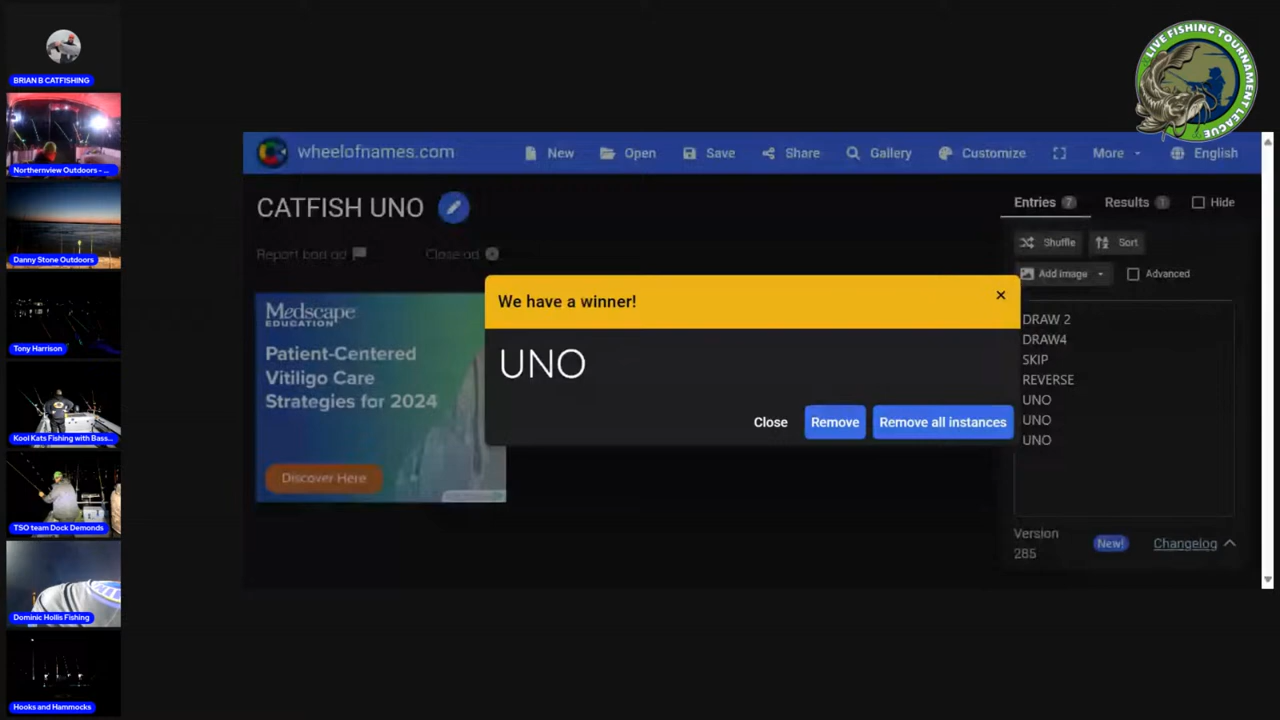 BRIAN B CATFISHING
Northernview Outdoors - ...
Danny Stone Outdoors
Tony Harrison
Kool Kats Fishing with Bass...
TSO team Dock Demonds
Dominic Hollis Fishing
Hooks and Hammocks
LIVE FISHING TOURNAMENT LEAGUE
wheelofnames.com
New
Open
Save
Share
Gallery
Customize
More
English
CATFISH UNO
Report bad ad
Close ad
Medscape
EDUCATION
Patient-Centered
Vitiligo Care
Strategies for 2024
Discover Here
We have a winner!
×
UNO
Close
Remove
Remove all instances
Entries 7
Results 1
Hide
Shuffle
Sort
Add image
Advanced
DRAW 2
DRAW4
SKIP
REVERSE
UNO
UNO
UNO
Version
285
New!
Changelog